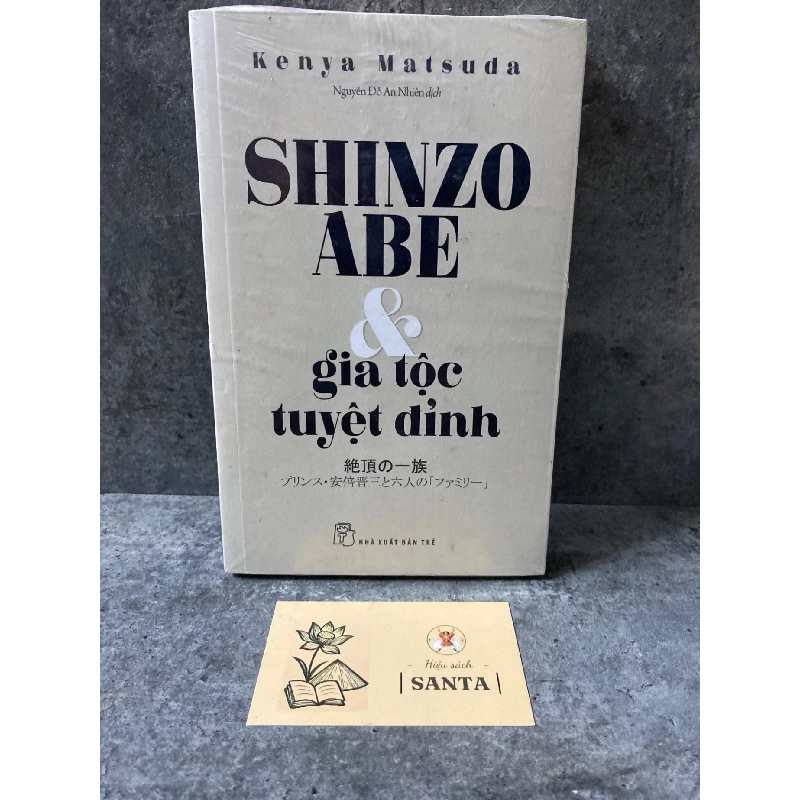 Kenya Matsuda
Nguyễn Đỗ An Nhiên dịch
SHINZO
ABE
&
gia tộc
tuyệt đỉnh
絶頂の一族
プリンス・安倍晋三と六人の「ファミリー」
NHÀ XUẤT BẢN TRẺ
Hiệu sách
SANTA